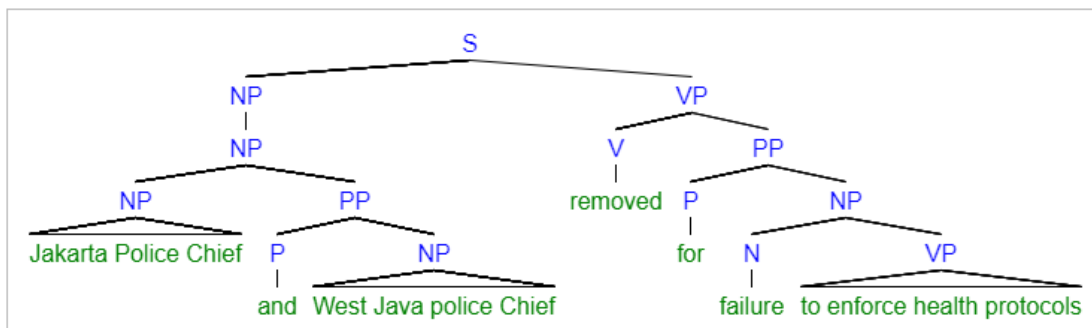 S
NP VP
NP V PP
NP PP removed P NP
Jakarta Police Chief P NP for N VP
and West Java police Chief failure to enforce health protocols